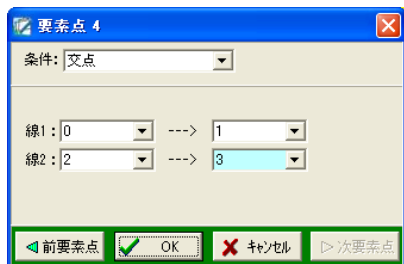 要素点 4
条件: 交点
線1: 0 ---> 1
線2: 2 ---> 3
前要素点 OK キャンセル 次要素点